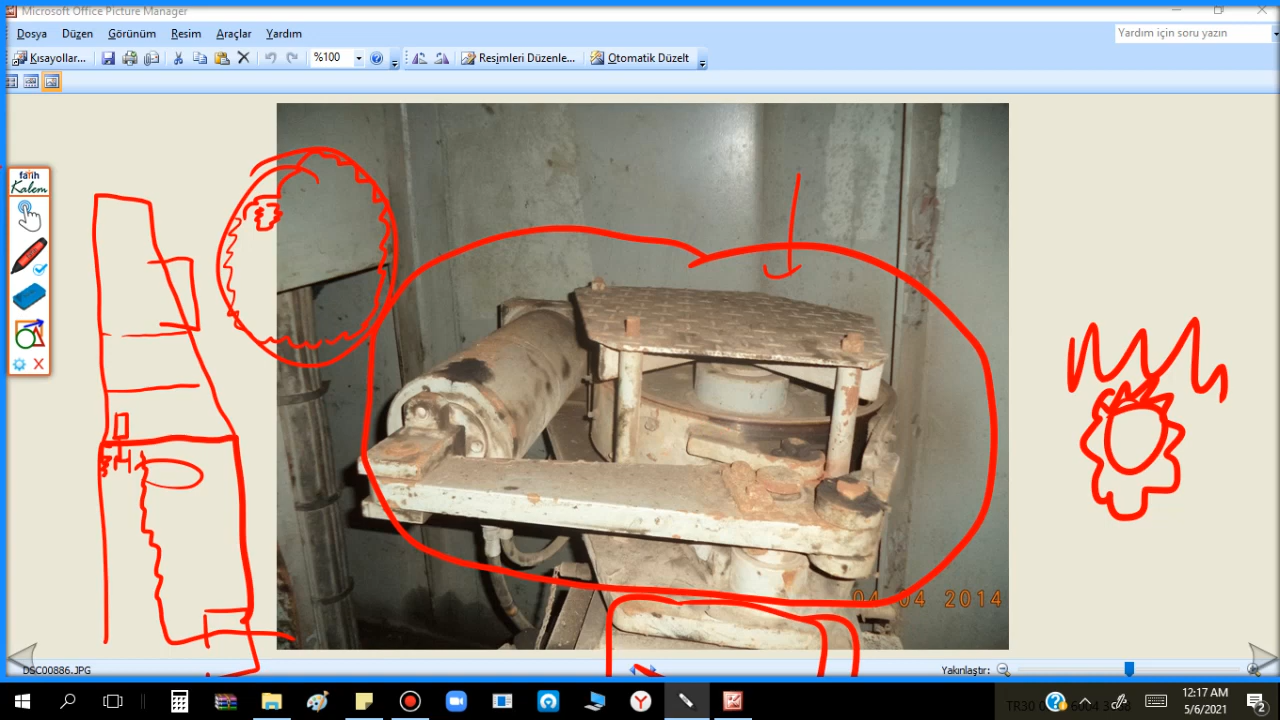 Microsoft Office Picture Manager
Dosya Düzen Görünüm Resim Araçlar Yardım
Yardım için soru yazın
Kısayollar... %100 Resimleri Düzenle... Otomatik Düzelt
fatih
Kalem
04 04 2014
DSC00886.JPG
Yakınlaştır:
12:17 AM
5/6/2021
2